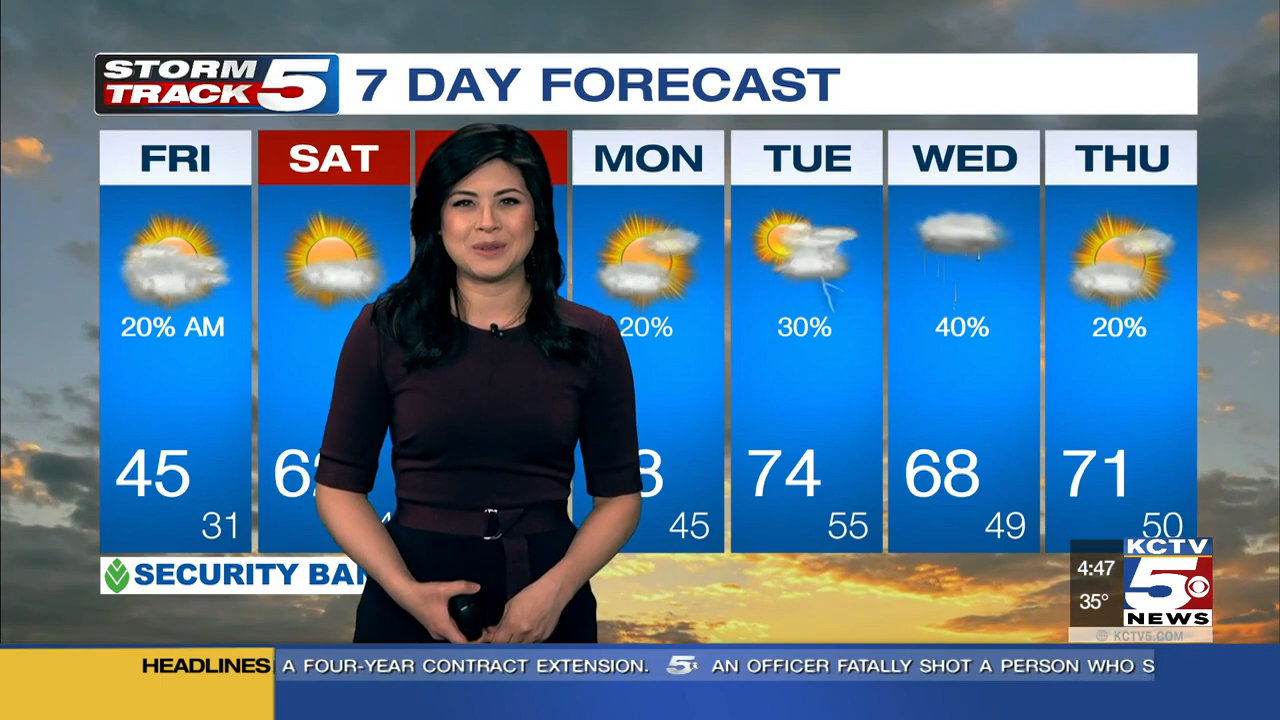 STORM TRACK 5
7 DAY FORECAST
FRI SAT MON TUE WED THU
20% AM 20% 30% 40% 20%
45 74 68 71
31 45 55 49 50
SECURITY
KCTV
5
NEWS
4:47
35°
© KCTV5.COM
HEADLINES A FOUR-YEAR CONTRACT EXTENSION. 5 AN OFFICER FATALLY SHOT A PERSON WHO S